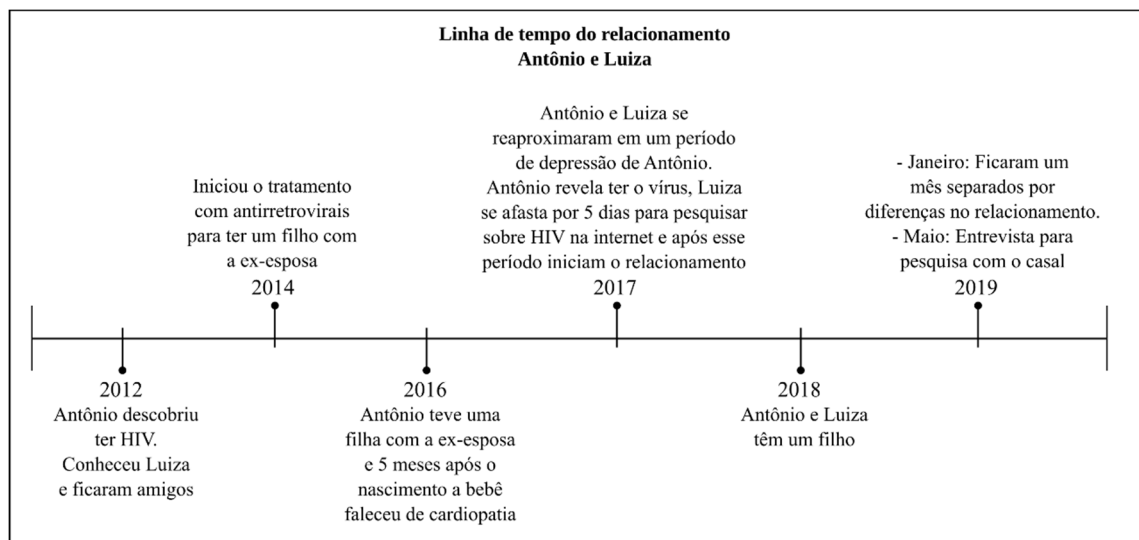 Linha de tempo do relacionamento
Antônio e Luiza
Iniciou o tratamento
com antirretrovirais
para ter um filho com
a ex-esposa
2014
Antônio e Luiza se
reaproximaram em um período
de depressão de Antônio.
Antônio revela ter o vírus, Luiza
se afasta por 5 dias para pesquisar
sobre HIV na internet e após esse
período iniciam o relacionamento
2017
- Janeiro: Ficaram um
mês separados por
diferenças no relacionamento.
- Maio: Entrevista para
pesquisa com o casal
2019
2012
Antônio descobriu
ter HIV.
Conheceu Luiza
e ficaram amigos
2016
Antônio teve uma
filha com a ex-esposa
e 5 meses após o
nascimento a bebê
faleceu de cardiopatia
2018
Antônio e Luiza
têm um filho